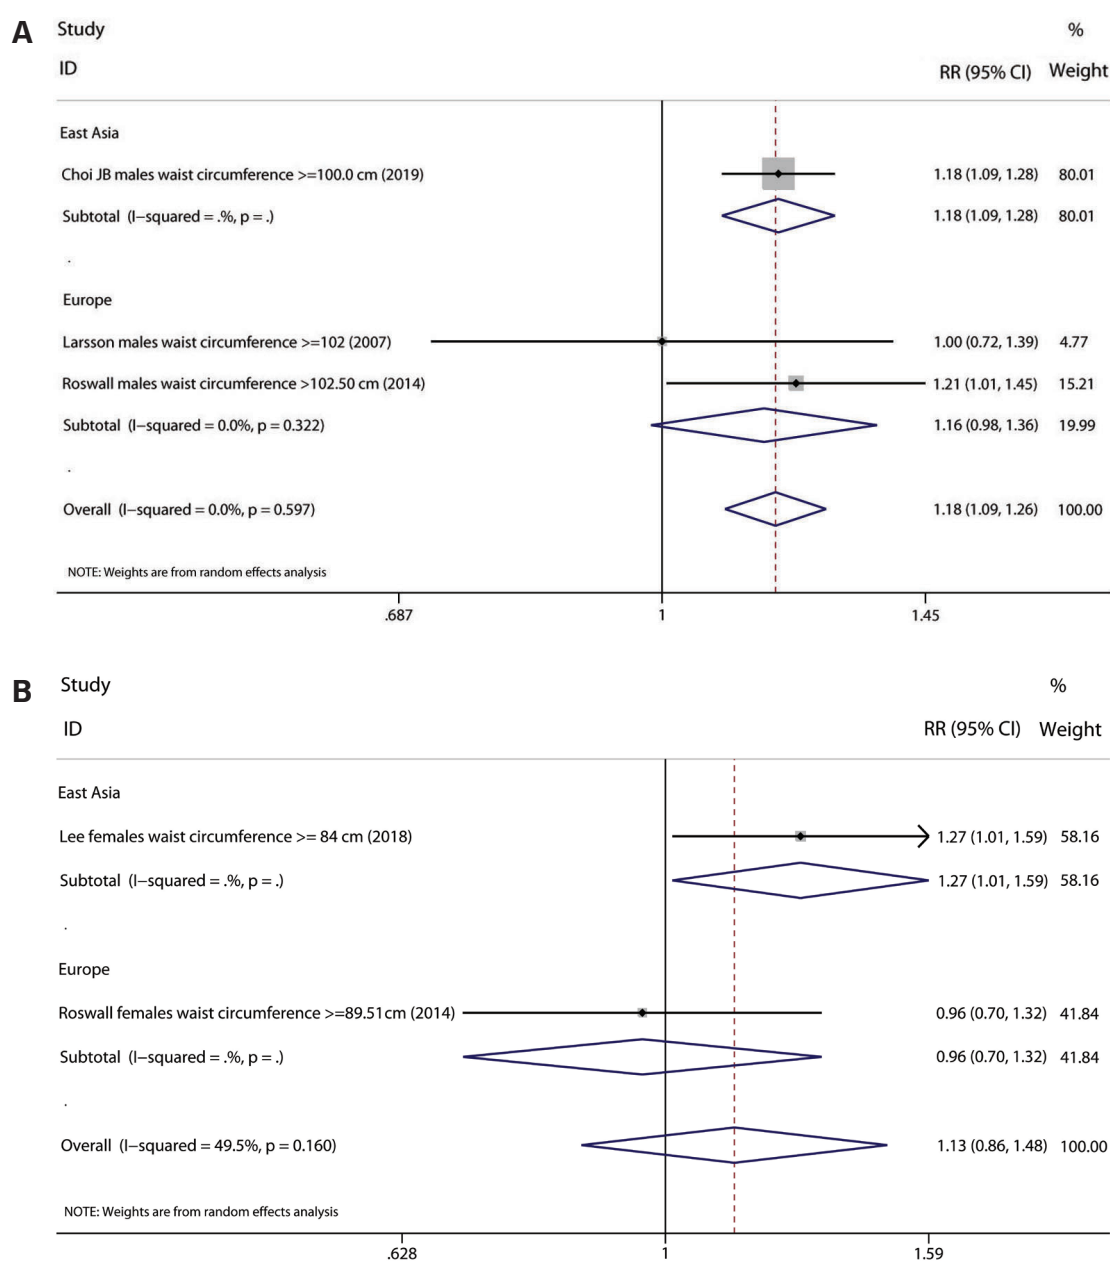 A Study %
ID RR (95% CI) Weight
East Asia
Choi JB males waist circumference >=100.0 cm (2019) 1.18 (1.09, 1.28) 80.01
Subtotal (I−squared = .%, p = .) 1.18 (1.09, 1.28) 80.01
.
Europe
Larsson males waist circumference >=102 (2007) 1.00 (0.72, 1.39) 4.77
Roswall males waist circumference >102.50 cm (2014) 1.21 (1.01, 1.45) 15.21
Subtotal (I−squared = 0.0%, p = 0.322) 1.16 (0.98, 1.36) 19.99
.
Overall (I−squared = 0.0%, p = 0.597) 1.18 (1.09, 1.26) 100.00
NOTE: Weights are from random effects analysis
.687 1 1.45
B Study %
ID RR (95% CI) Weight
East Asia
Lee females waist circumference >= 84 cm (2018) 1.27 (1.01, 1.59) 58.16
Subtotal (I−squared = .%, p = .) 1.27 (1.01, 1.59) 58.16
.
Europe
Roswall females waist circumference >=89.51cm (2014) 0.96 (0.70, 1.32) 41.84
Subtotal (I−squared = .%, p = .) 0.96 (0.70, 1.32) 41.84
.
Overall (I−squared = 49.5%, p = 0.160) 1.13 (0.86, 1.48) 100.00
NOTE: Weights are from random effects analysis
.628 1 1.59